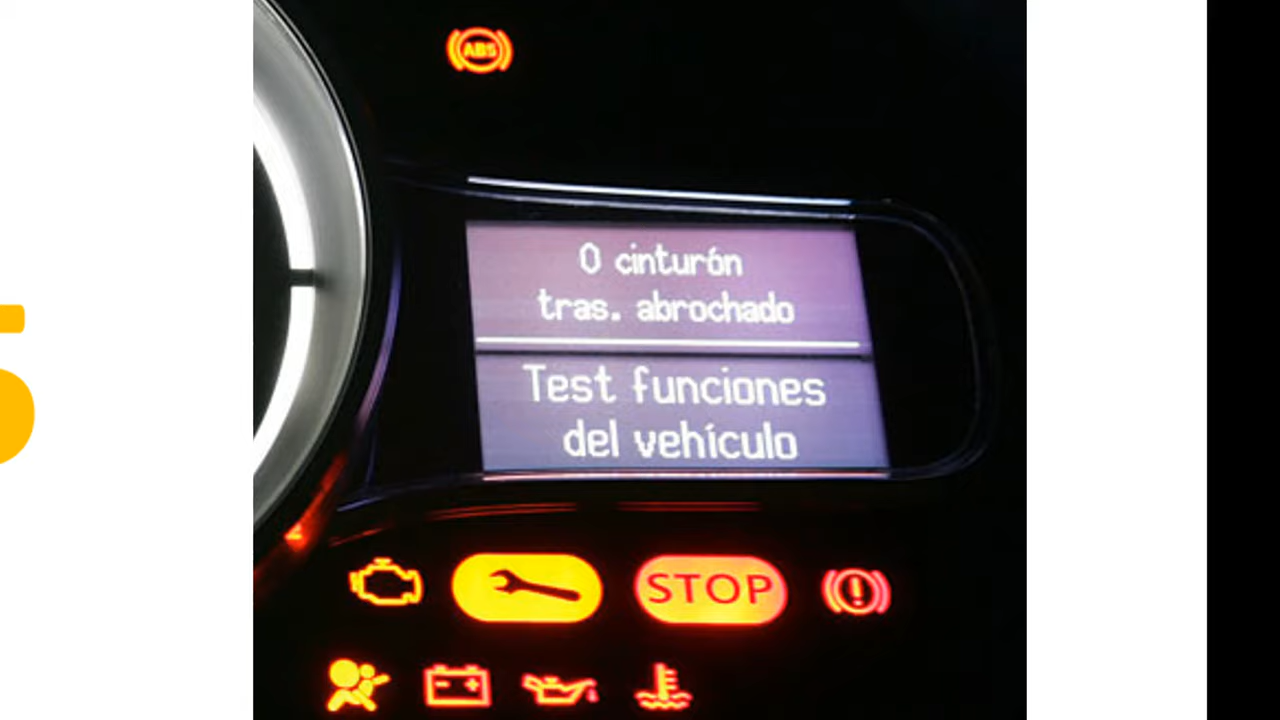 ABS
0 cinturón
tras. abrochado
Test funciones
del vehículo
STOP